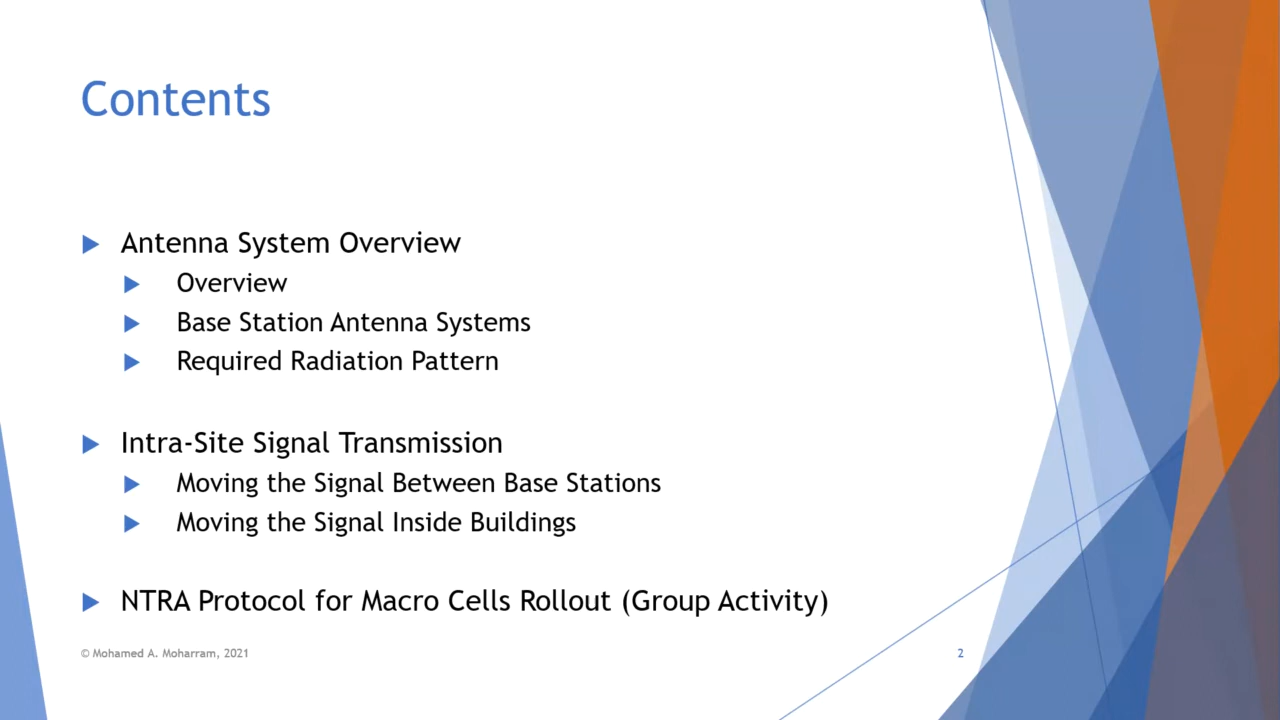 Contents
Antenna System Overview
Overview
Base Station Antenna Systems
Required Radiation Pattern
Intra-Site Signal Transmission
Moving the Signal Between Base Stations
Moving the Signal Inside Buildings
NTRA Protocol for Macro Cells Rollout (Group Activity)
© Mohamed A. Moharram, 2021
2